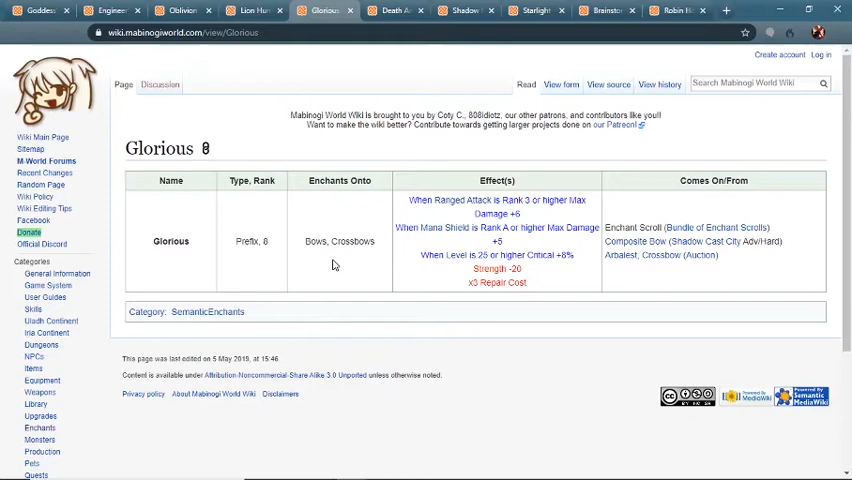 Goddess
Engineer
Oblivion
Lion Hun
Glorious
Death A
Shadow
Starlight
Brainsto
Robin H
wiki.mabinogiworld.com/view/Glorious
Create account Log in
Page Discussion Read View form View source View history Search Mabinogi World Wiki
Mabinogi World Wiki is brought to you by Coty C., 808idiotz, our other patrons, and contributors like you!!
Want to make the wiki better? Contribute towards getting larger projects done on our Patreon!
Wiki Main Page
Sitemap
M-World Forums
Recent Changes
Random Page
Wiki Policy
Wiki Editing Tips
Facebook
Donate
Official Discord
Categories
General Information
Game System
User Guides
Skills
Uladh Continent
Iria Continent
Dungeons
NPCs
Items
Equipment
Weapons
Library
Upgrades
Enchants
Monsters
Production
Pets
Quests
Glorious
Name Type, Rank Enchants Onto Effect(s) Comes On/From
Glorious Prefix, 8 Bows, Crossbows
When Ranged Attack is Rank 3 or higher Max
Damage +6
When Mana Shield is Rank A or higher Max Damage
+5
When Level is 25 or higher Critical +8%
Strength -20
x3 Repair Cost
Enchant Scroll (Bundle of Enchant Scrolls)
Composite Bow (Shadow Cast City Adv/Hard)
Arbalest, Crossbow (Auction)
Category: SemanticEnchants
This page was last edited on 5 May 2019, at 15:46
Content is available under Attribution-Noncommercial-Share Alike 3.0 Unported unless otherwise noted.
Privacy policy About Mabinogi World Wiki Disclaimers
Powered By
MediaWiki
Powered By
Semantic
MediaWiki